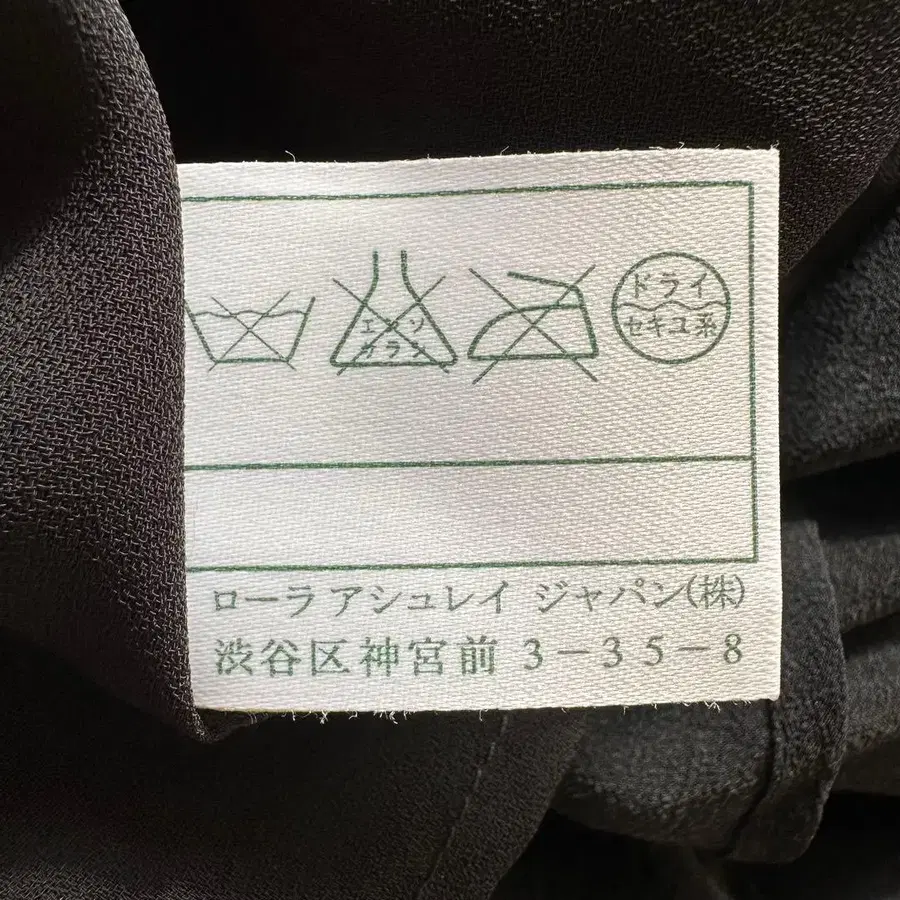 エンソ
サラシ
ドライ
セキユ系
ローラ アシュレイ ジャパン(株)
渋谷区神宮前 3-35-8